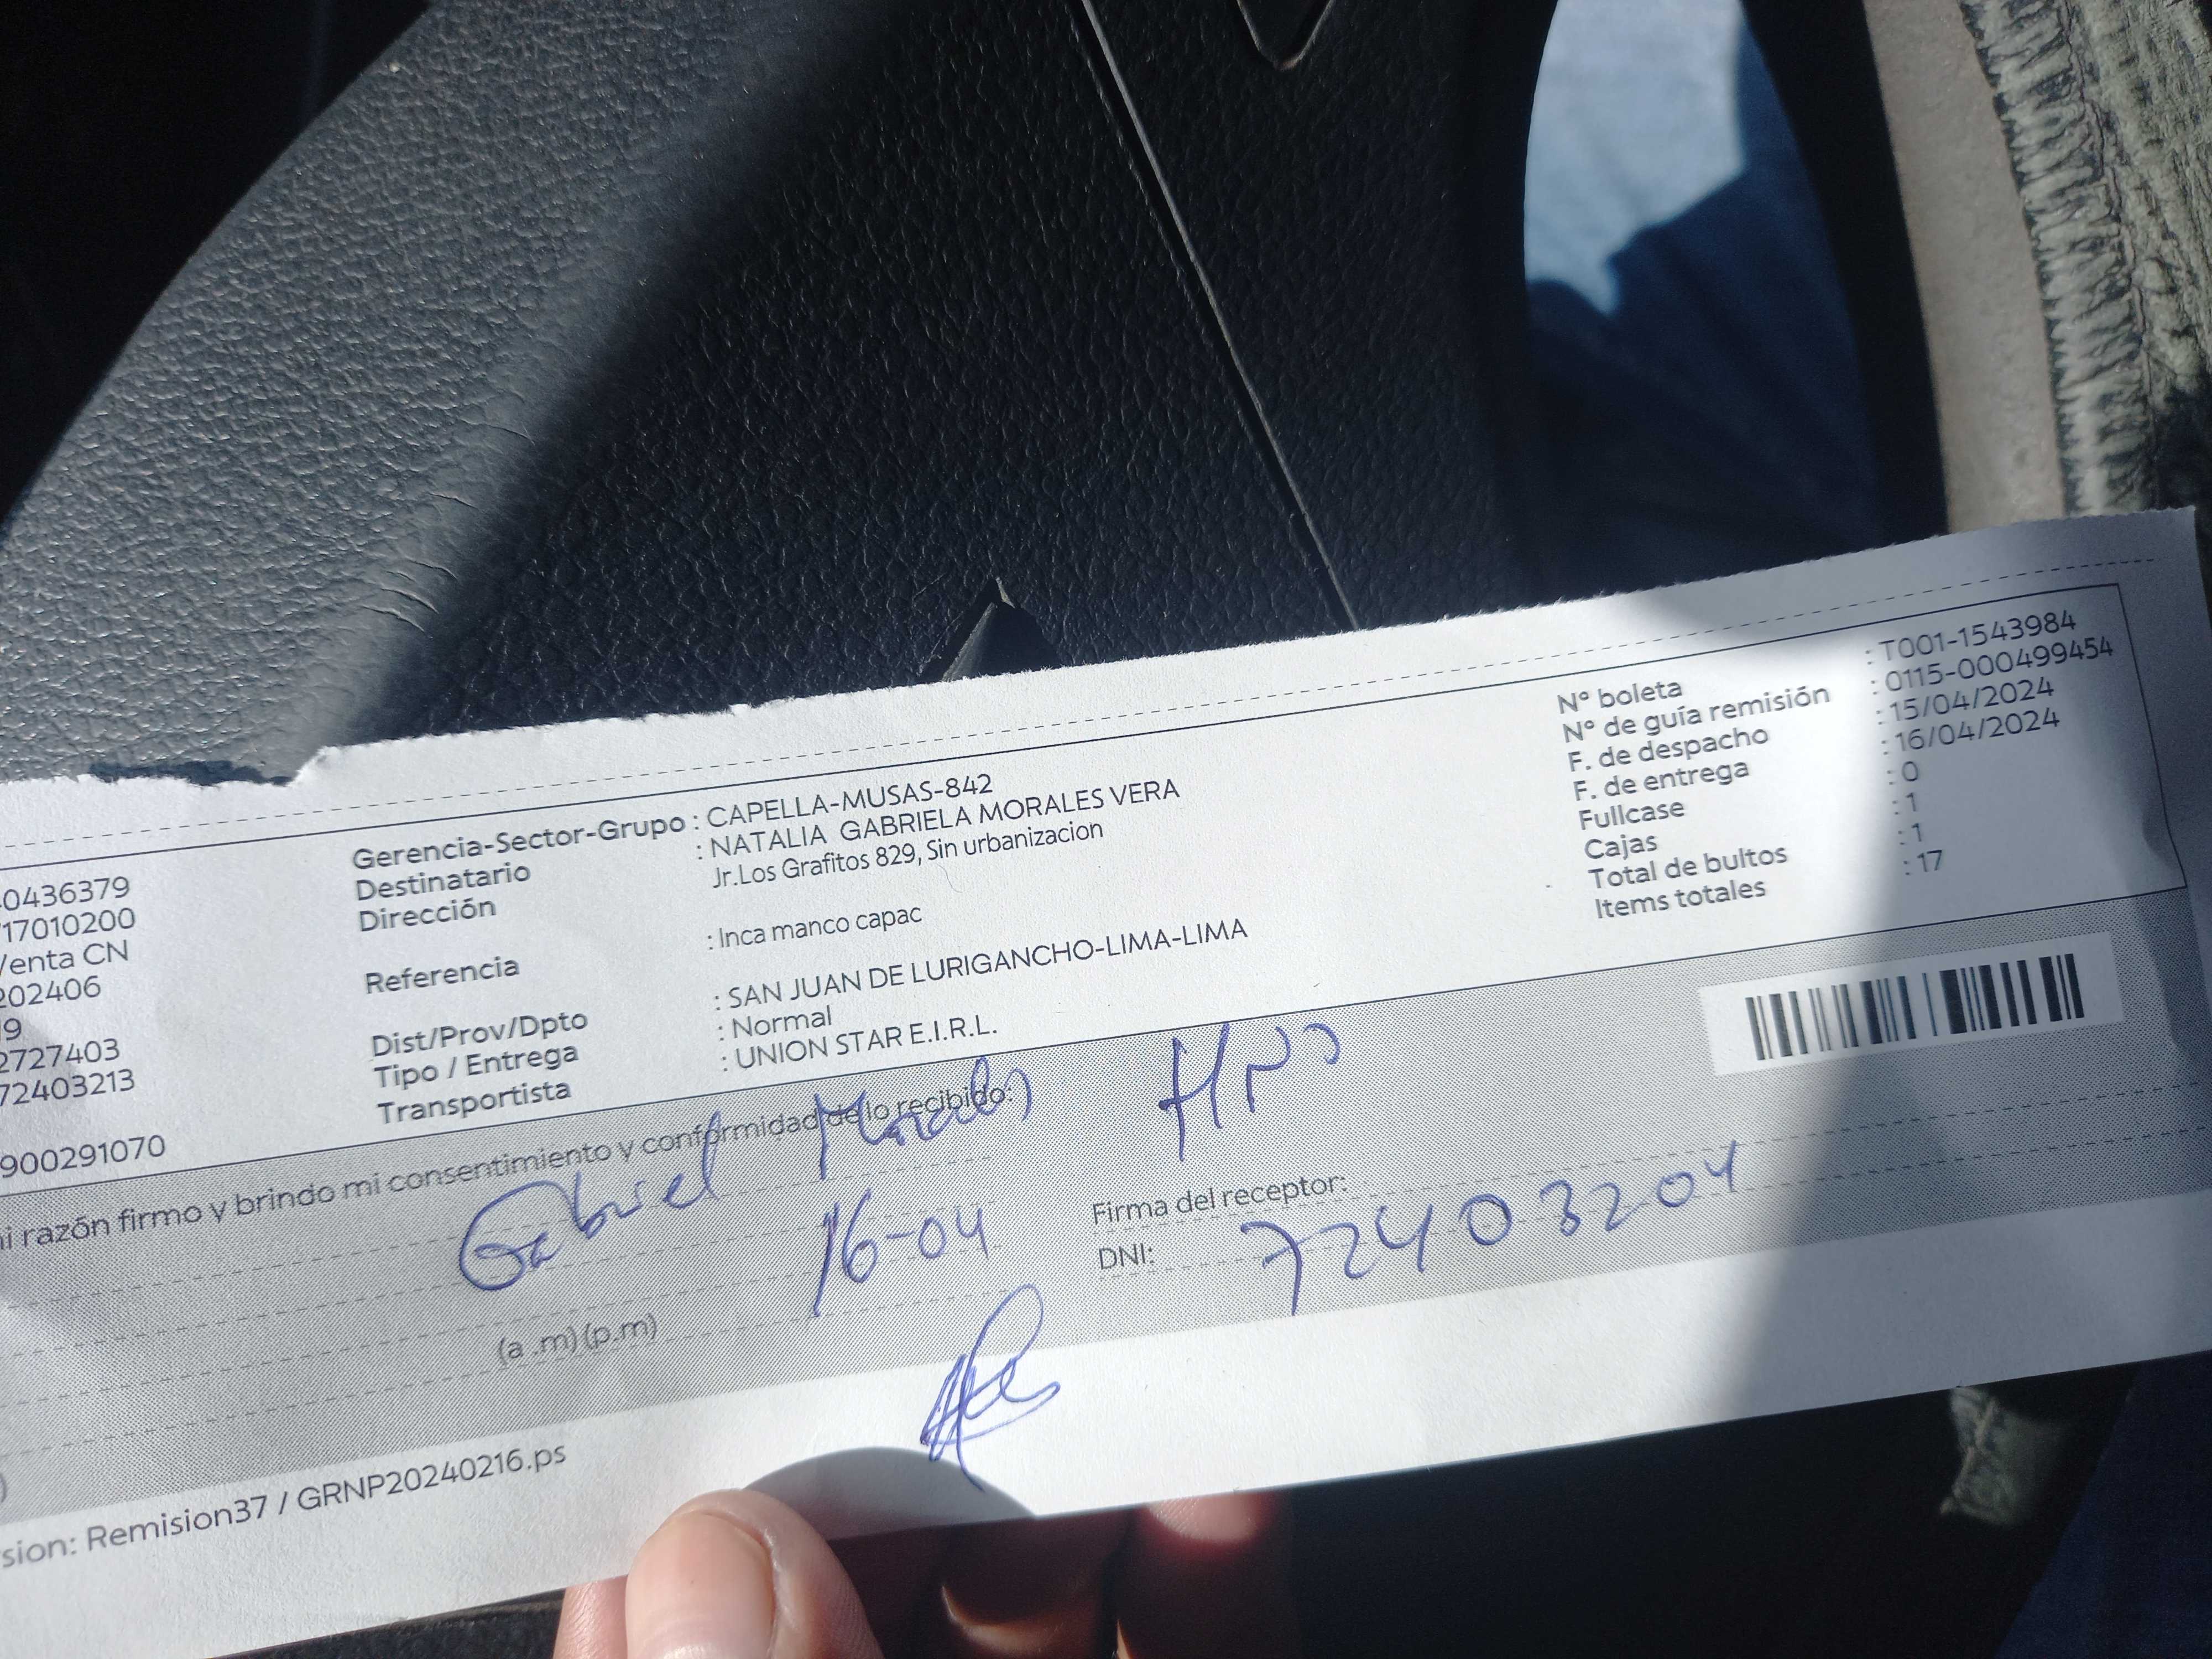 0436379
17010200
Venta CN
202406
19
2727403
72403213
900291070
Gerencia-Sector-Grupo : CAPELLA-MUSAS-842
Destinatario : NATALIA GABRIELA MORALES VERA
Dirección Jr.Los Grafitos 829, Sin urbanizacion
Referencia : Inca manco capac
Dist/Prov/Dpto : SAN JUAN DE LURIGANCHO-LIMA-LIMA
Tipo / Entrega : Normal
Transportista : UNION STAR E.I.R.L.
N° boleta : T001-1543984
N° de guía remisión : 0115-000499454
F. de despacho : 15/04/2024
F. de entrega : 16/04/2024
Fullcase : 0
Cajas : 1
Total de bultos : 1
Items totales : 17
i razón firmo y brindo mi consentimiento y conformidad de lo recibido:
Gabriel Morales
16-04
Firma del receptor:
DNI: 72403204
(a .m) (p.m)
sion: Remision37 / GRNP20240216.ps